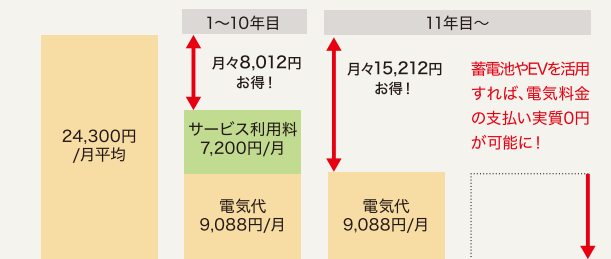 1〜10年目
11年目〜
24,300円
/月平均
月々8,012円
お得！
サービス利用料
7,200円/月
電気代
9,088円/月
月々15,212円
お得！
電気代
9,088円/月
蓄電池やEVを活用
すれば、電気料金
の支払い実質0円
が可能に！